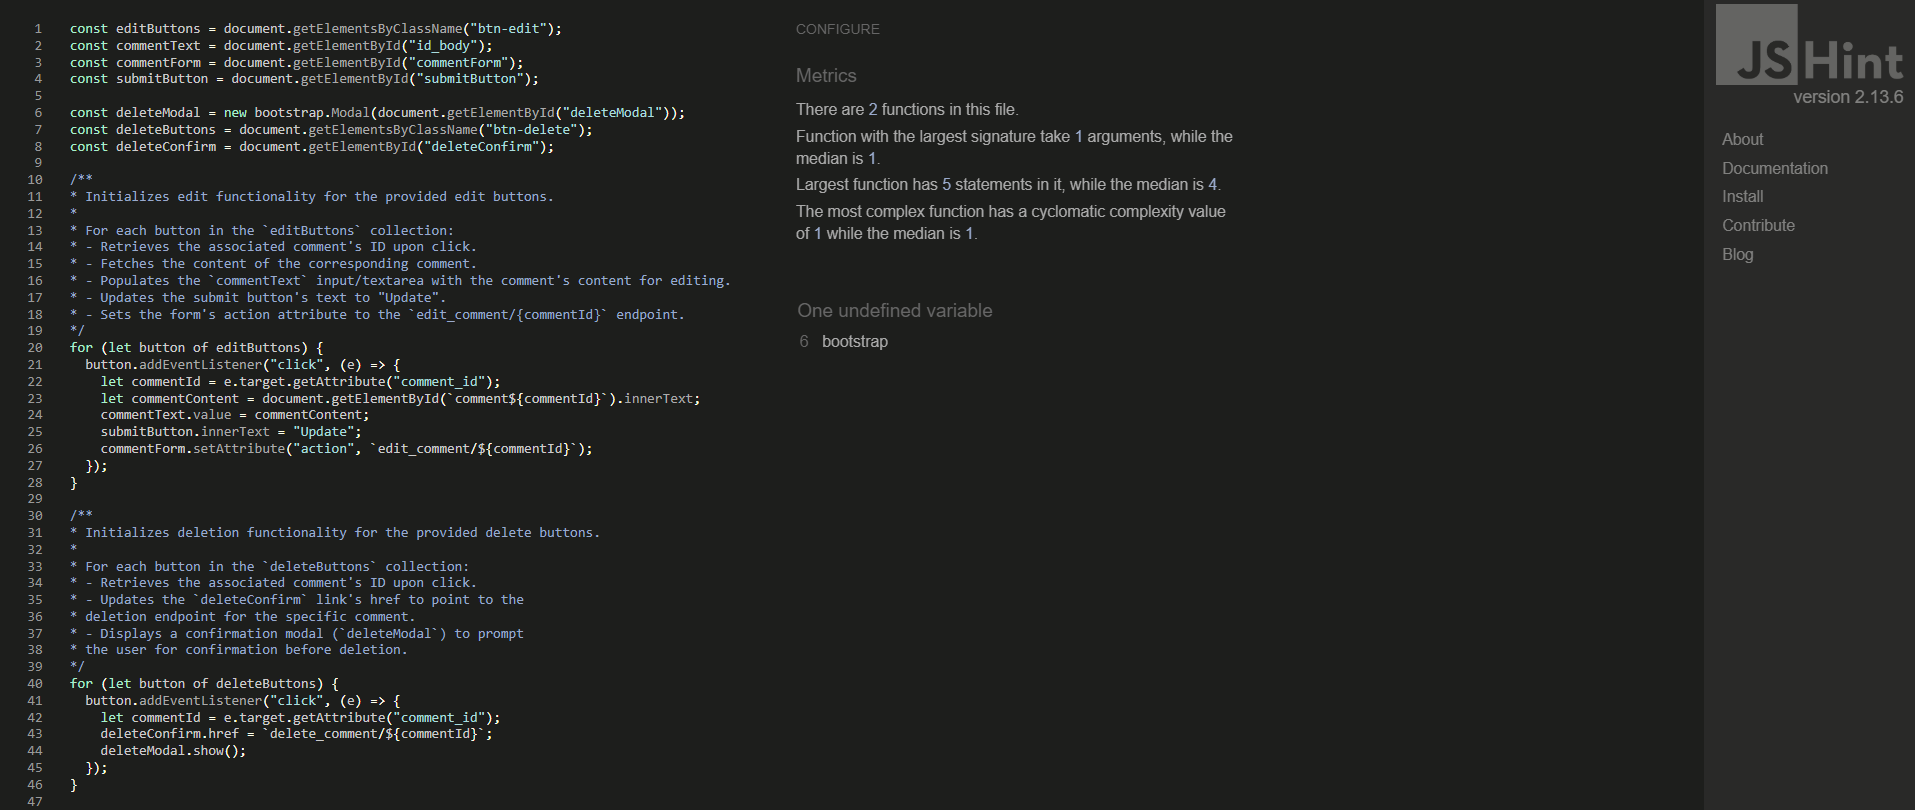 1 const editButtons = document.getElementsByClassName("btn-edit");
2 const commentText = document.getElementById("id_body");
3 const commentForm = document.getElementById("commentForm");
4 const submitButton = document.getElementById("submitButton");
5
6 const deleteModal = new bootstrap.Modal(document.getElementById("deleteModal"));
7 const deleteButtons = document.getElementsByClassName("btn-delete");
8 const deleteConfirm = document.getElementById("deleteConfirm");
9
10 /**
11 * Initializes edit functionality for the provided edit buttons.
12 *
13 * For each button in the `editButtons` collection:
14 * - Retrieves the associated comment's ID upon click.
15 * - Fetches the content of the corresponding comment.
16 * - Populates the `commentText` input/textarea with the comment's content for editing.
17 * - Updates the submit button's text to "Update".
18 * - Sets the form's action attribute to the `edit_comment/{commentId}` endpoint.
19 */
20 for (let button of editButtons) {
21   button.addEventListener("click", (e) => {
22     let commentId = e.target.getAttribute("comment_id");
23     let commentContent = document.getElementById(`comment${commentId}`).innerText;
24     commentText.value = commentContent;
25     submitButton.innerText = "Update";
26     commentForm.setAttribute("action", `edit_comment/${commentId}`);
27   });
28 }
29
30 /**
31 * Initializes deletion functionality for the provided delete buttons.
32 *
33 * For each button in the `deleteButtons` collection:
34 * - Retrieves the associated comment's ID upon click.
35 * - Updates the `deleteConfirm` link's href to point to the
36 * deletion endpoint for the specific comment.
37 * - Displays a confirmation modal (`deleteModal`) to prompt
38 * the user for confirmation before deletion.
39 */
40 for (let button of deleteButtons) {
41   button.addEventListener("click", (e) => {
42     let commentId = e.target.getAttribute("comment_id");
43     deleteConfirm.href = `delete_comment/${commentId}`;
44     deleteModal.show();
45   });
46 }
47
CONFIGURE
Metrics
There are 2 functions in this file.
Function with the largest signature take 1 arguments, while the
median is 1.
Largest function has 5 statements in it, while the median is 4.
The most complex function has a cyclomatic complexity value
of 1 while the median is 1.
One undefined variable
6 bootstrap
JSHint
version 2.13.6
About
Documentation
Install
Contribute
Blog